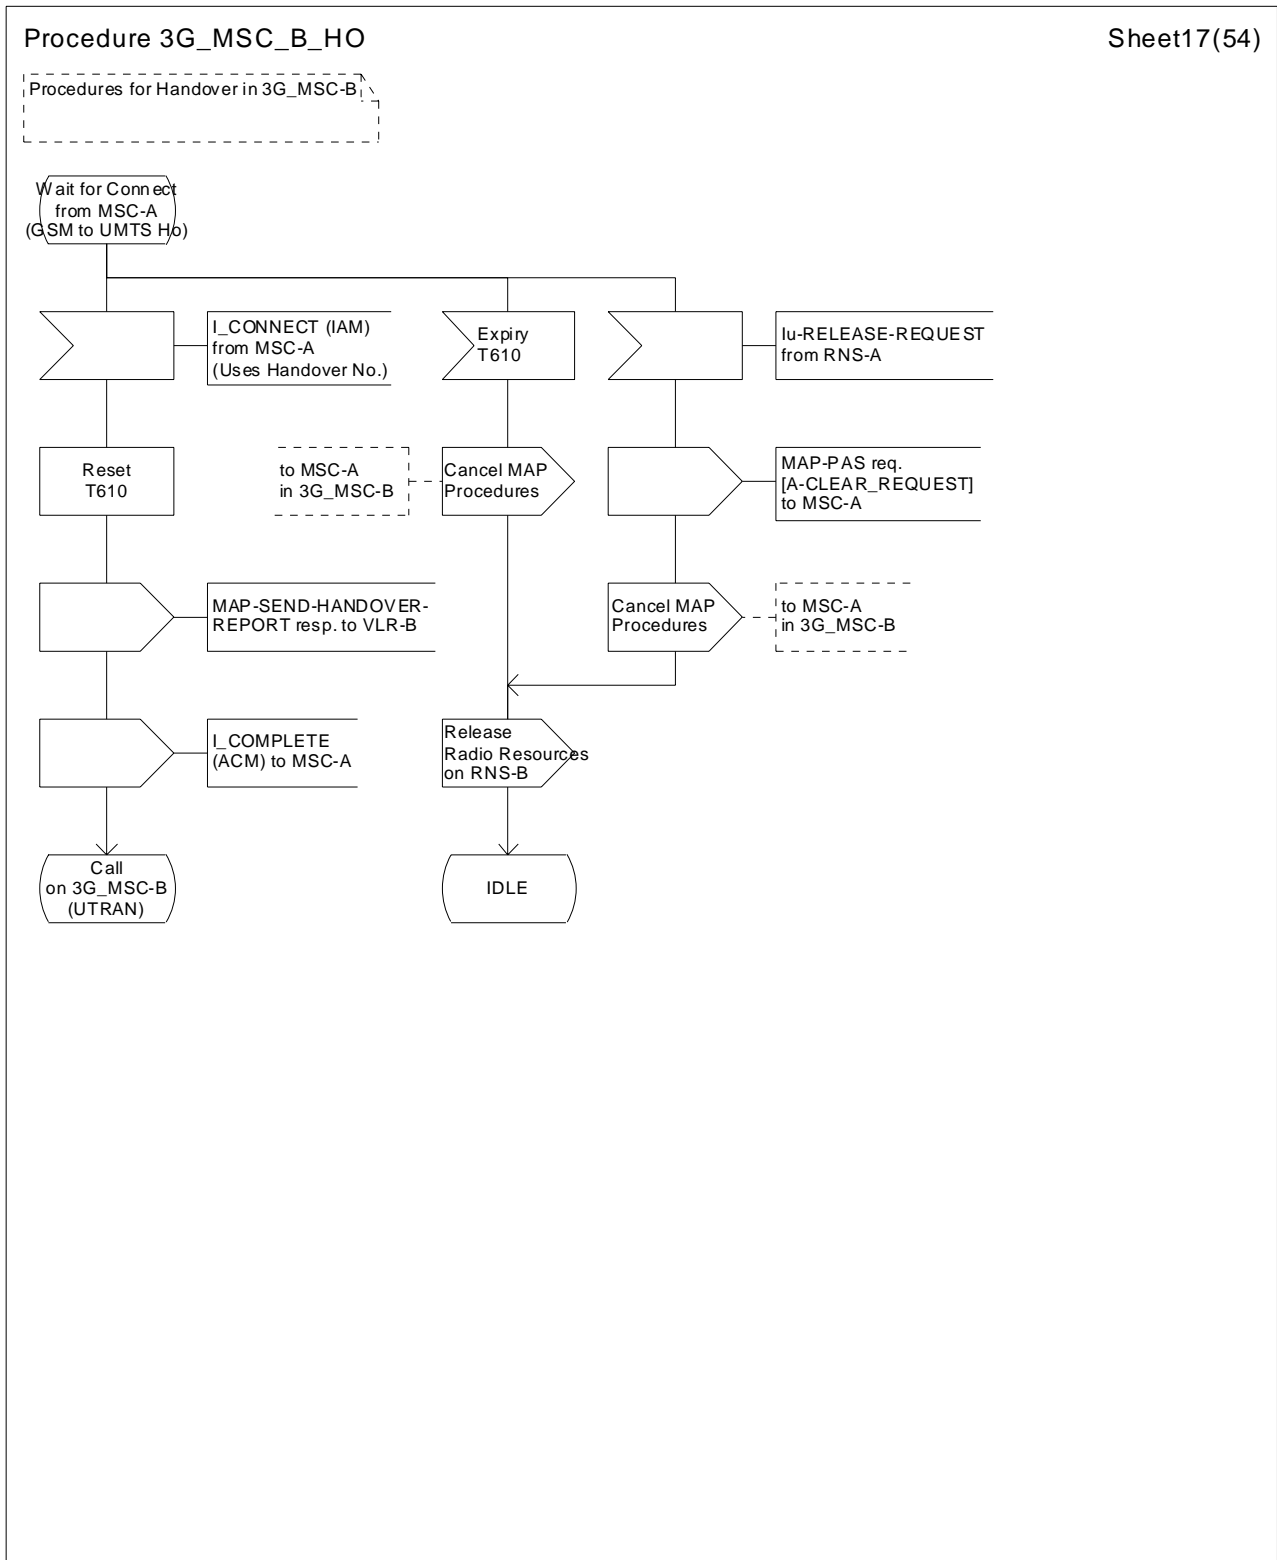 Procedure 3G_MSC_B_HO
Sheet17(54)
Procedures for Handover in 3G_MSC-B
Wait for Connect
from MSC-A
(GSM to UMTS Ho)
I_CONNECT (IAM)
from MSC-A
(Uses Handover No.)
Expiry
T610
Iu-RELEASE-REQUEST
from RNS-A
Reset
T610
to MSC-A
in 3G_MSC-B
Cancel MAP
Procedures
MAP-PAS req.
[A-CLEAR_REQUEST]
to MSC-A
MAP-SEND-HANDOVER-
REPORT resp. to VLR-B
Cancel MAP
Procedures
to MSC-A
in 3G_MSC-B
I_COMPLETE
(ACM) to MSC-A
Release
Radio Resources
on RNS-B
Call
on 3G_MSC-B
(UTRAN)
IDLE